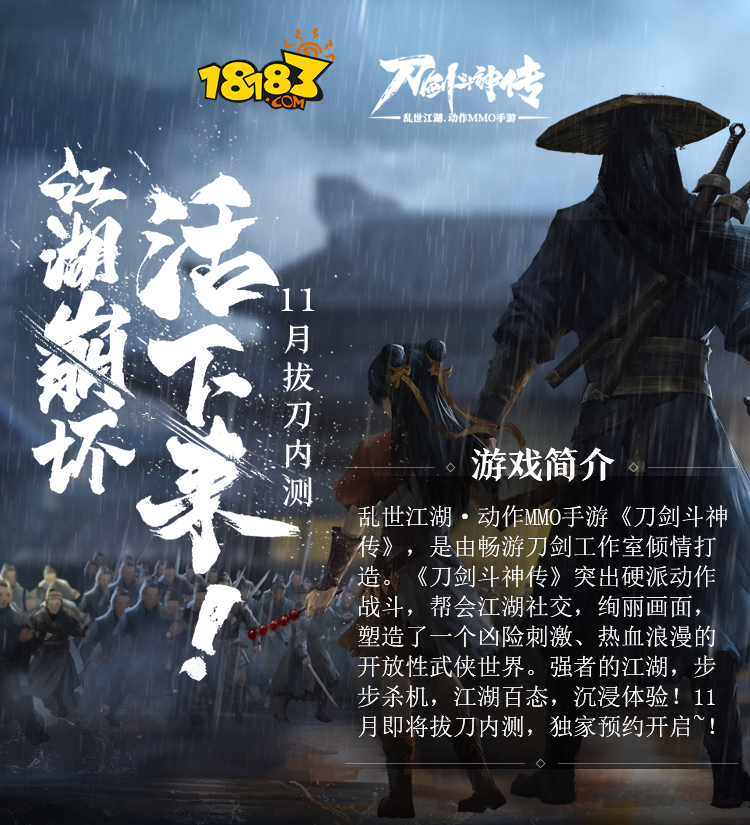 18183
.COM
刀剑斗神传
乱世江湖.动作MMO手游
江湖崩坏
活下来！
11月拔刀内测
游戏简介
乱世江湖·动作MMO手游《刀剑斗神
传》，是由畅游刀剑工作室倾情打
造。《刀剑斗神传》突出硬派动作
战斗，帮会江湖社交，绚丽画面，
塑造了一个凶险刺激、热血浪漫的
开放性武侠世界。强者的江湖，步
步杀机，江湖百态，沉浸体验！11
月即将拔刀内测，独家预约开启~！